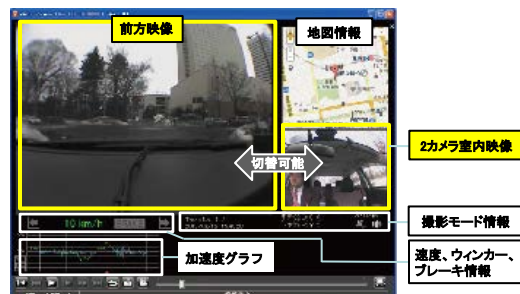 前方映像
地図情報
切替可能
2カメラ室内映像
撮影モード情報
10 km/h
加速度グラフ
速度、ウィンカー、
ブレーキ情報